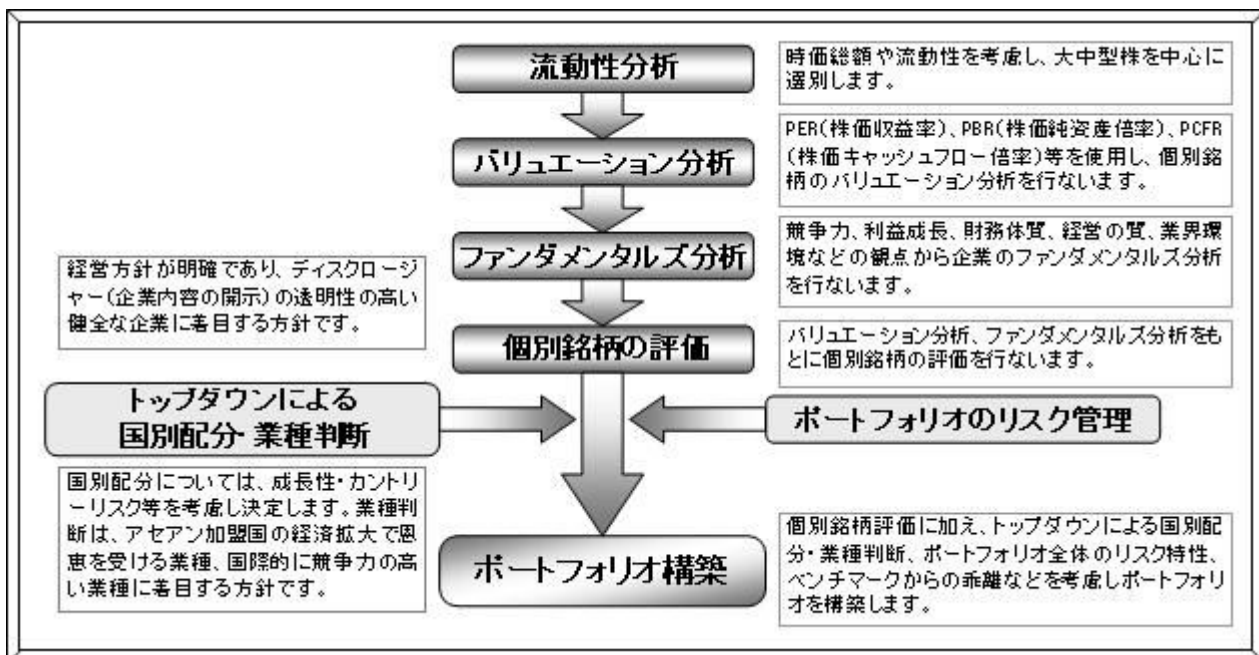 流動性分析
時価総額や流動性を考慮し、大中型株を中心に
選別します。
バリュエーション分析
PER(株価収益率)、PBR(株価純資産倍率)、PCFR
(株価キャッシュフロー倍率)等を使用し、個別銘
柄のバリュエーション分析を行ないます。
ファンダメンタルズ分析
競争力、利益成長、財務体質、経営の質、業界環
境などの観点から企業のファンダメンタルズ分析
を行ないます。
経営方針が明確であり、ディスクロージ
ャー(企業内容の開示)の透明性の高い
健全な企業に着目する方針です。
個別銘柄の評価
バリュエーション分析、ファンダメンタルズ分析をも
とに個別銘柄の評価を行ないます。
トップダウンによる
国別配分・業種判断
ポートフォリオのリスク管理
国別配分については、成長性・カントリ
ーリスク等を考慮し決定します。業種判
断は、アセアン加盟国の経済拡大で恩
恵を受ける業種、国際的に競争力の高
い業種に着目する方針です。
ポートフォリオ構築
個別銘柄評価に加え、トップダウンによる国別配
分・業種判断、ポートフォリオ全体のリスク特性、
ベンチマークからの乖離などを考慮しポートフォリ
オを構築します。